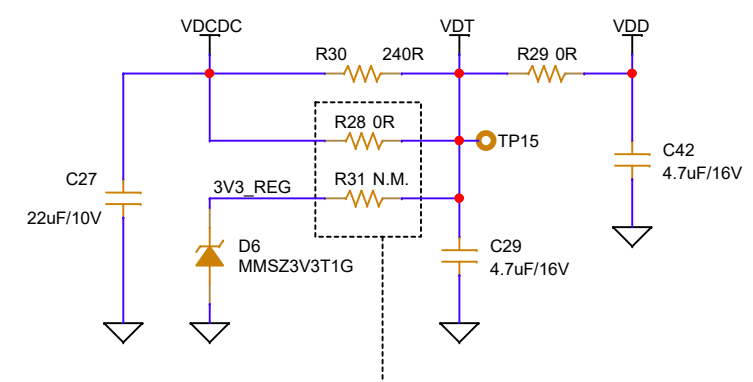 VDCDC
VDT
VDD
R30 240R
R29 0R
R28 0R
TP15
C42
4.7uF/16V
C27
22uF/10V
3V3_REG
R31 N.M.
D6
MMSZ3V3T1G
C29
4.7uF/16V